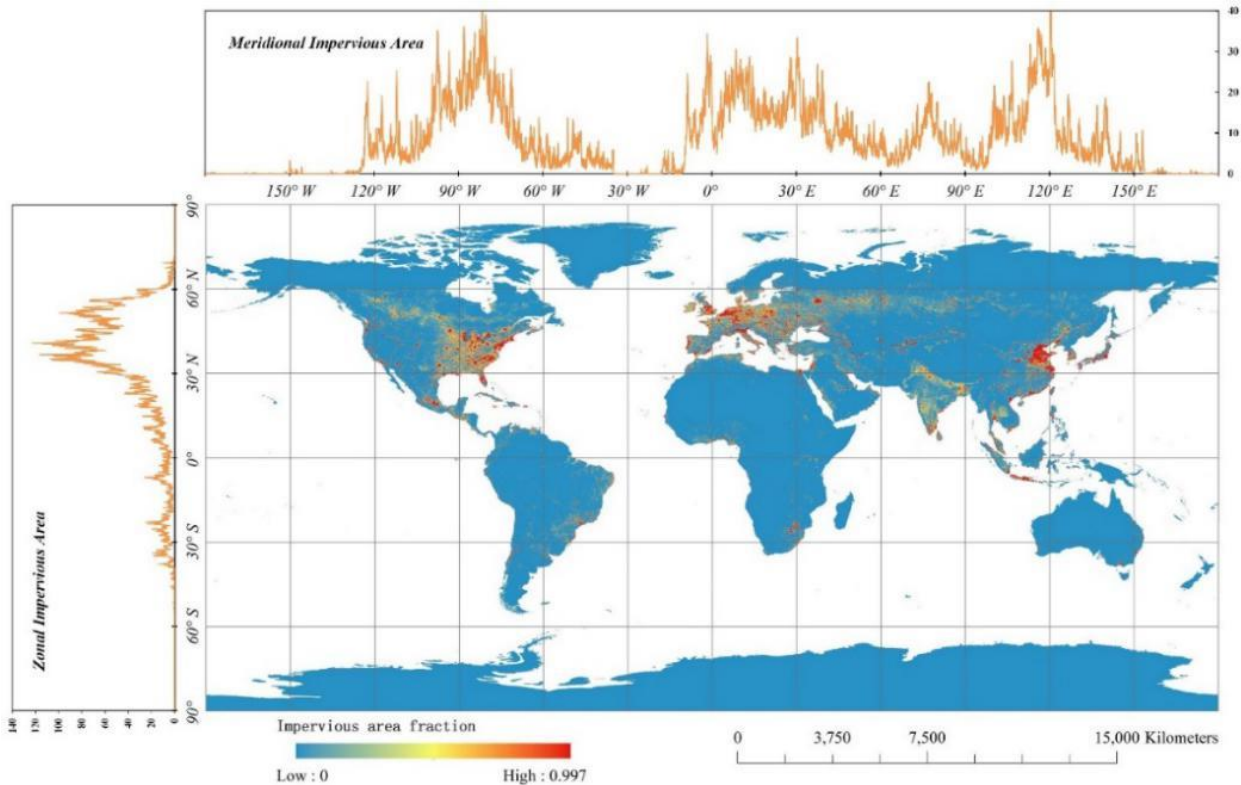 Meridional Impervious Area
40
30
20
10
0
150° W 120° W 90° W 60° W 30° W 0° 30° E 60° E 90° E 120° E 150° E
90°
60° N
30° N
0°
30° S
60° S
90°
Zonal Impervious Area
140 120 100 80 60 40 20 0
Impervious area fraction
Low : 0 High : 0.997
0 3,750 7,500 15,000 Kilometers